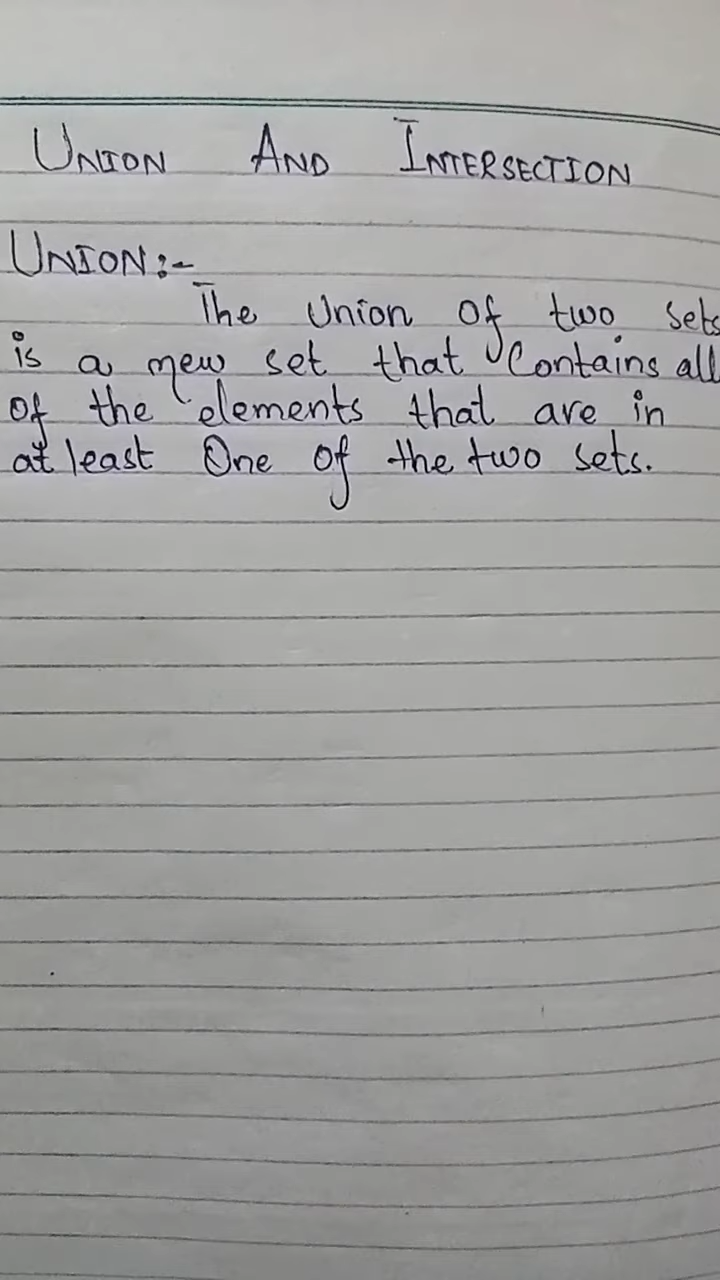 UNION AND INTERSECTION
UNION:-
The Union of two sets
is a new set that Contains all
of the elements that are in
at least One of the two sets.